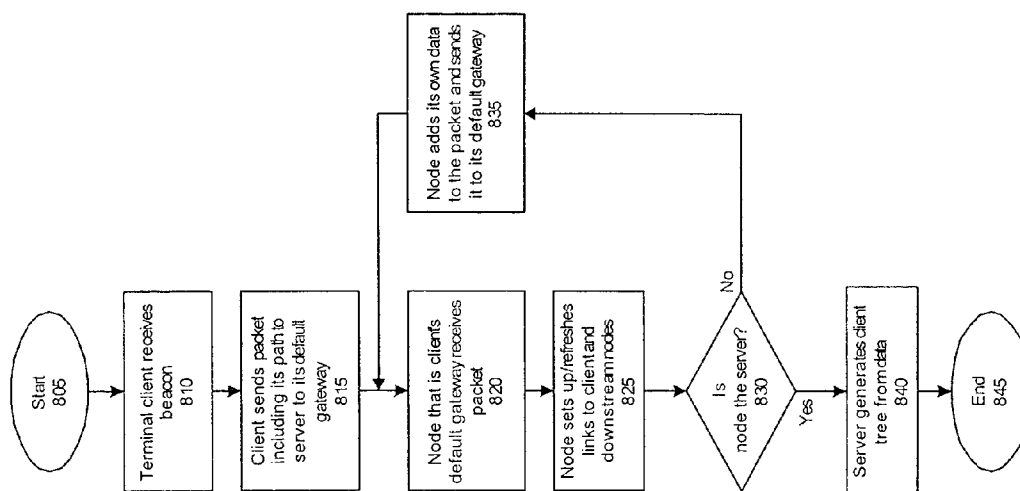 Start
805
Terminal client receives
beacon
810
Client sends packet
including its path to
server to its default
gateway
815
Node that is client's
default gateway receives
packet
820
Node sets up/refreshes
links to client and
downstream nodes
825
Is
node the server?
830
No
Node adds its own data
to the packet and sends
it to its default gateway
835
Yes
Server generates client
tree from data
840
End
845